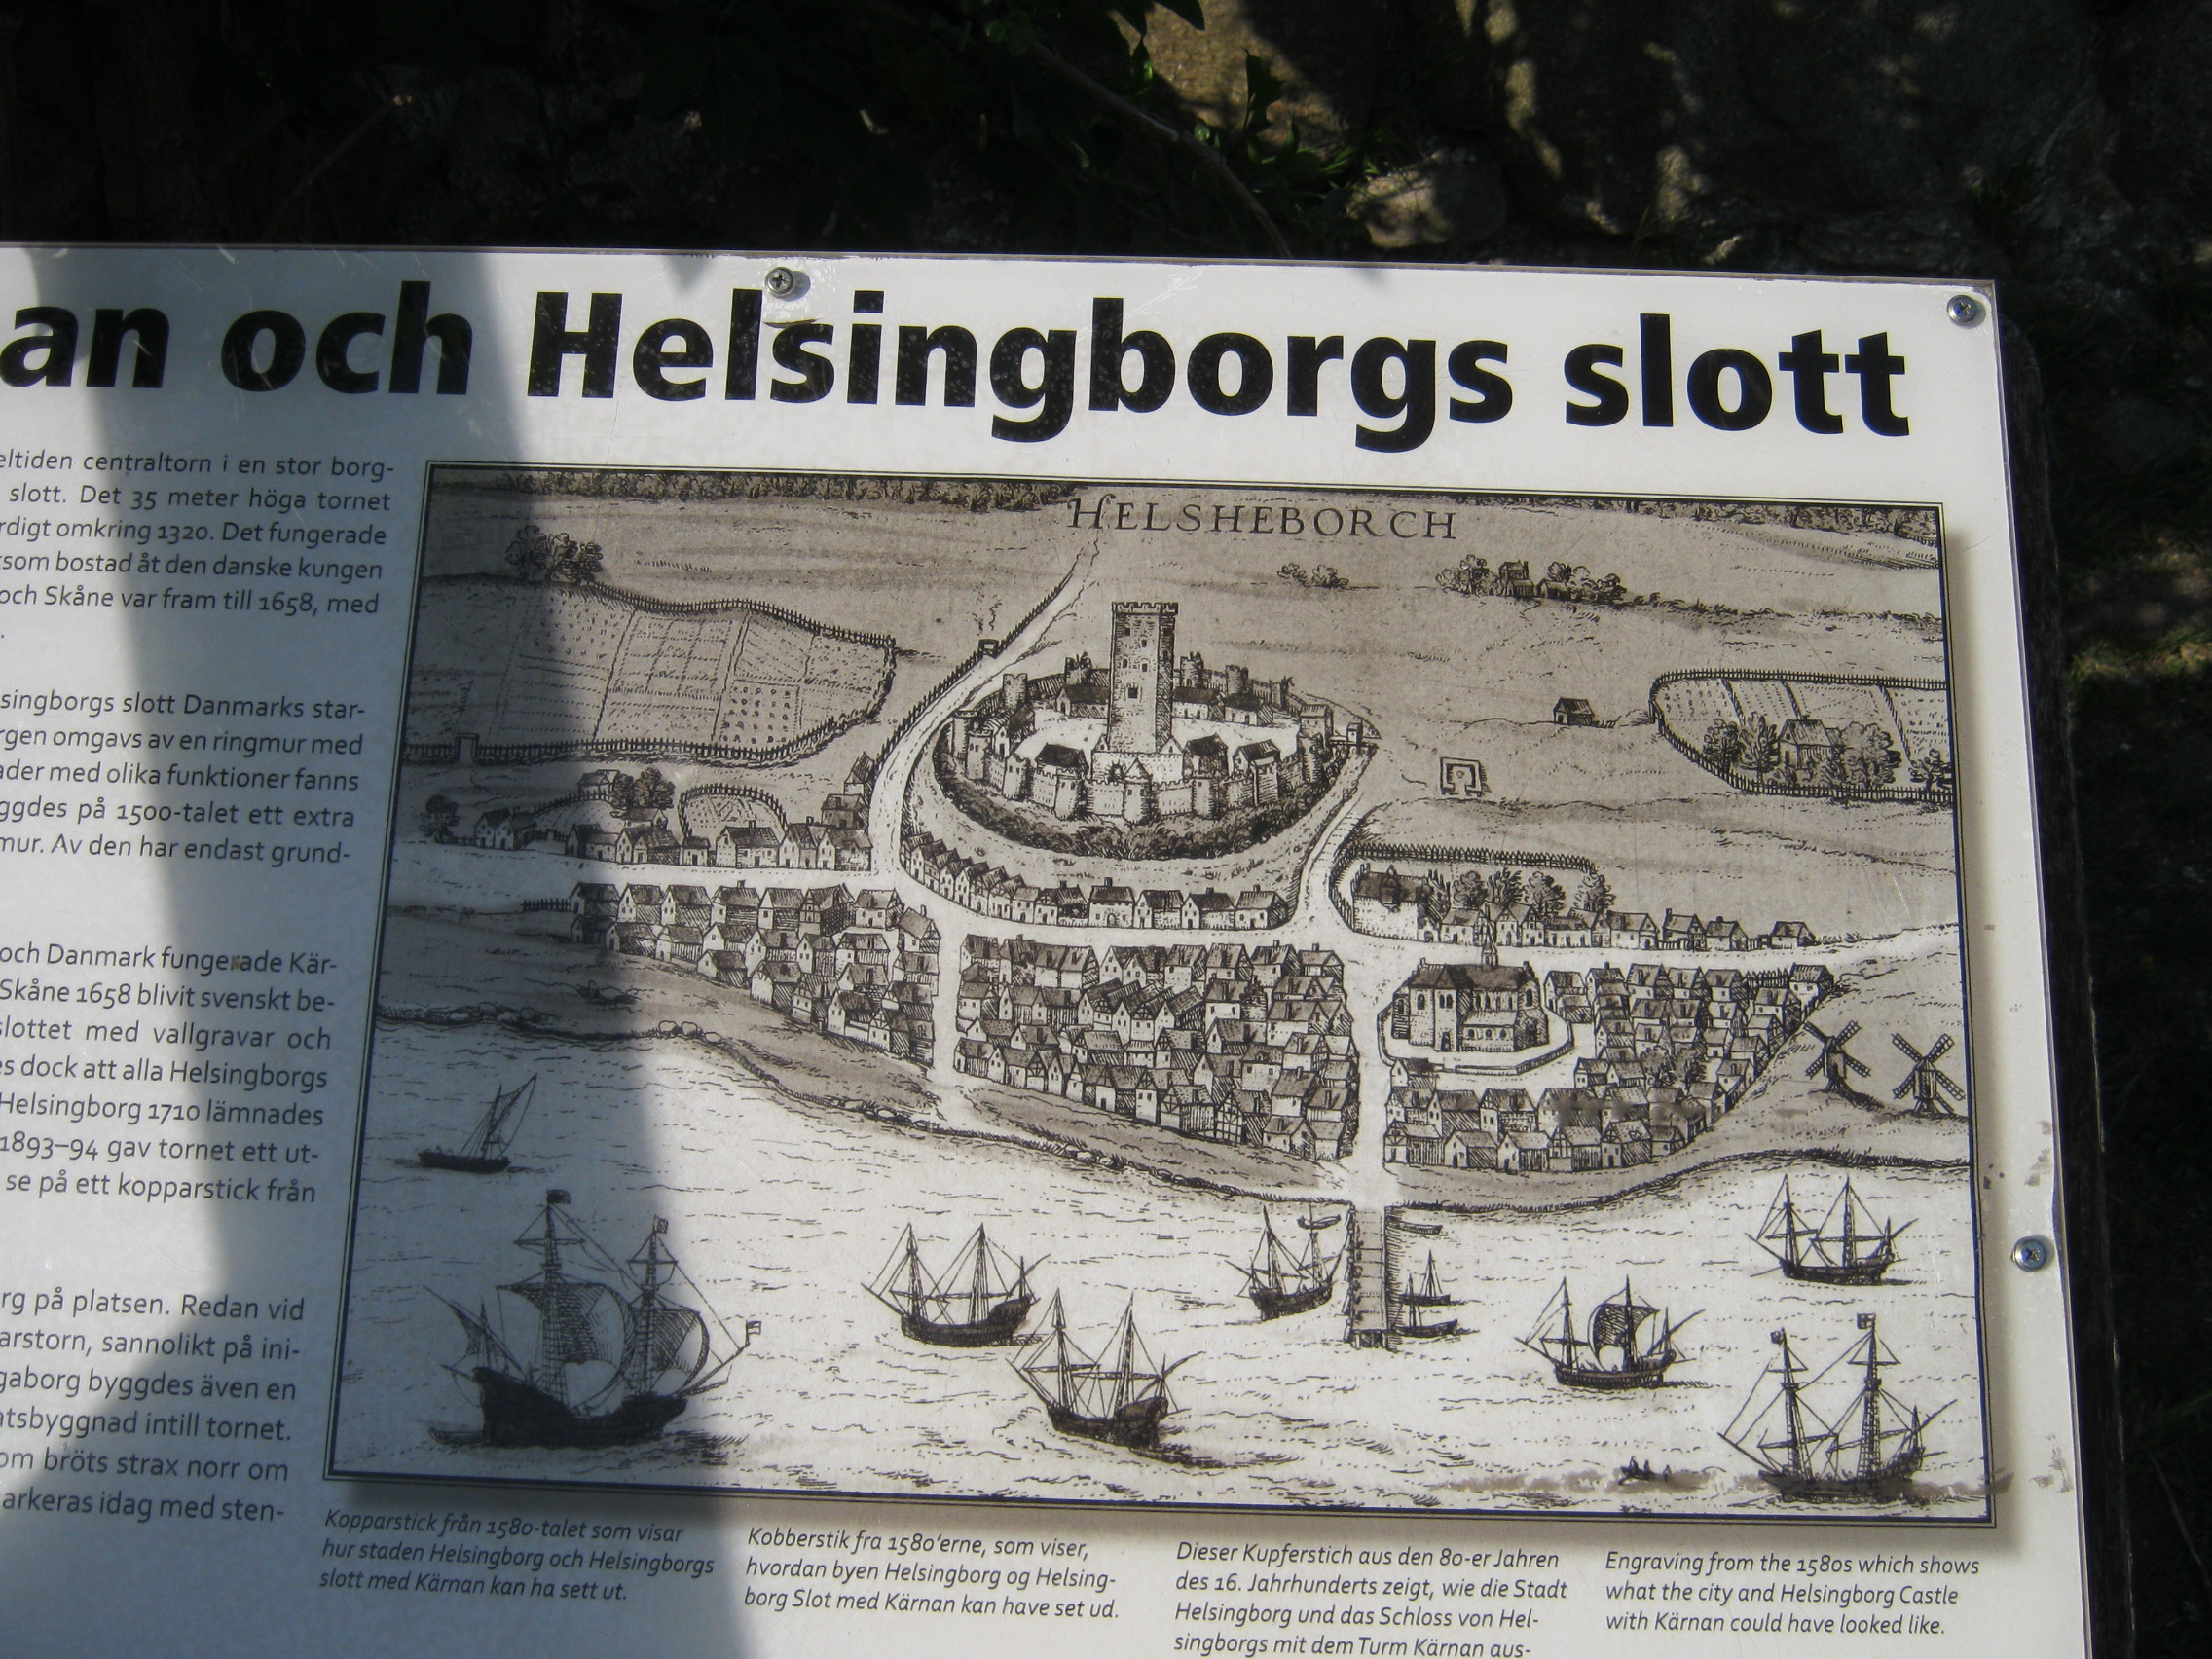 an och Helsingborgs slott
eltiden centraltorn i en stor borg-
slott. Det 35 meter höga tornet
rdigt omkring 1320. Det fungerade
som bostad åt den danske kungen
och Skåne var fram till 1658, med
.
singborgs slott Danmarks star-
rgen omgavs av en ringmur med
ader med olika funktioner fanns
ggdes på 1500-talet ett extra
mur. Av den har endast grund-
och Danmark fungerade Kär-
Skåne 1658 blivit svenskt be-
slottet med vallgravar och
es dock att alla Helsingborgs
Helsingborg 1710 lämnades
1893–94 gav tornet ett ut-
se på ett kopparstick från
rg på platsen. Redan vid
arstorn, sannolikt på ini-
gaborg byggdes även en
atsbyggnad intill tornet.
om bröts strax norr om
arkeras idag med sten-
HELSHEBORCH
Kopparstick från 1580-talet som visar
hur staden Helsingborg och Helsingborgs
slott med Kärnan kan ha sett ut.
Kobberstik fra 1580'erne, som viser,
hvordan byen Helsingborg og Helsing-
borg Slot med Kärnan kan have set ud.
Dieser Kupferstich aus den 80-er Jahren
des 16. Jahrhunderts zeigt, wie die Stadt
Helsingborg und das Schloss von Hel-
singborgs mit dem Turm Kärnan aus-
Engraving from the 1580s which shows
what the city and Helsingborg Castle
with Kärnan could have looked like.